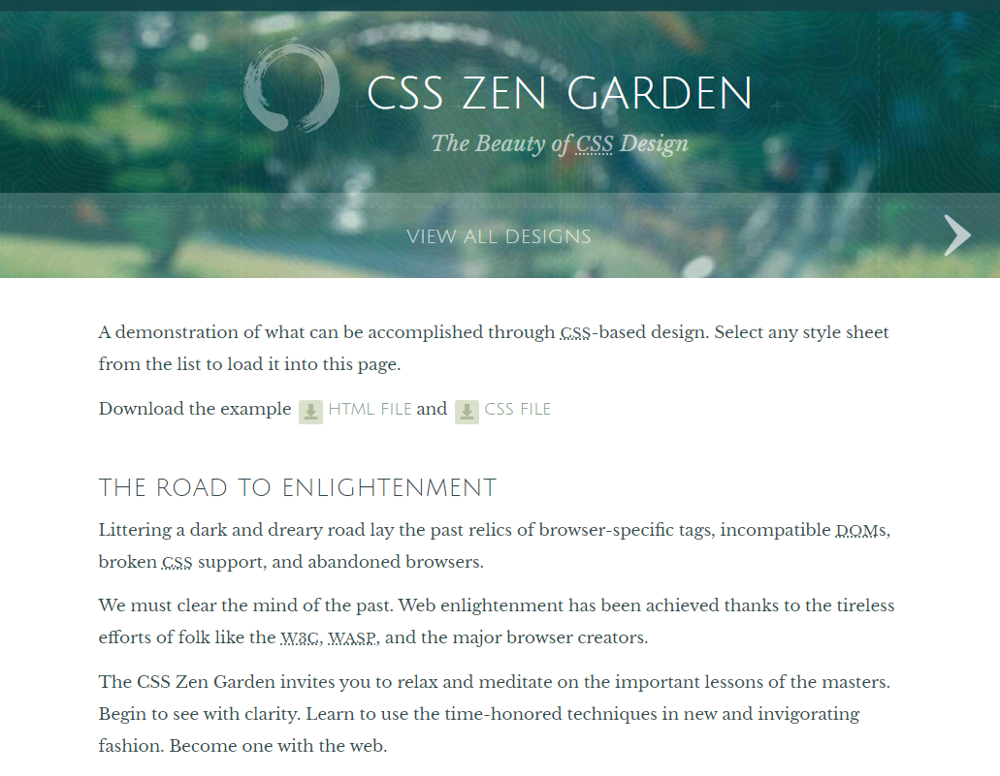 CSS ZEN GARDEN
The Beauty of CSS Design
VIEW ALL DESIGNS
A demonstration of what can be accomplished through CSS-based design. Select any style sheet
from the list to load it into this page.
Download the example HTML FILE and CSS FILE
THE ROAD TO ENLIGHTENMENT
Littering a dark and dreary road lay the past relics of browser-specific tags, incompatible DOMs,
broken CSS support, and abandoned browsers.
We must clear the mind of the past. Web enlightenment has been achieved thanks to the tireless
efforts of folk like the W3C, WASP, and the major browser creators.
The CSS Zen Garden invites you to relax and meditate on the important lessons of the masters.
Begin to see with clarity. Learn to use the time-honored techniques in new and invigorating
fashion. Become one with the web.